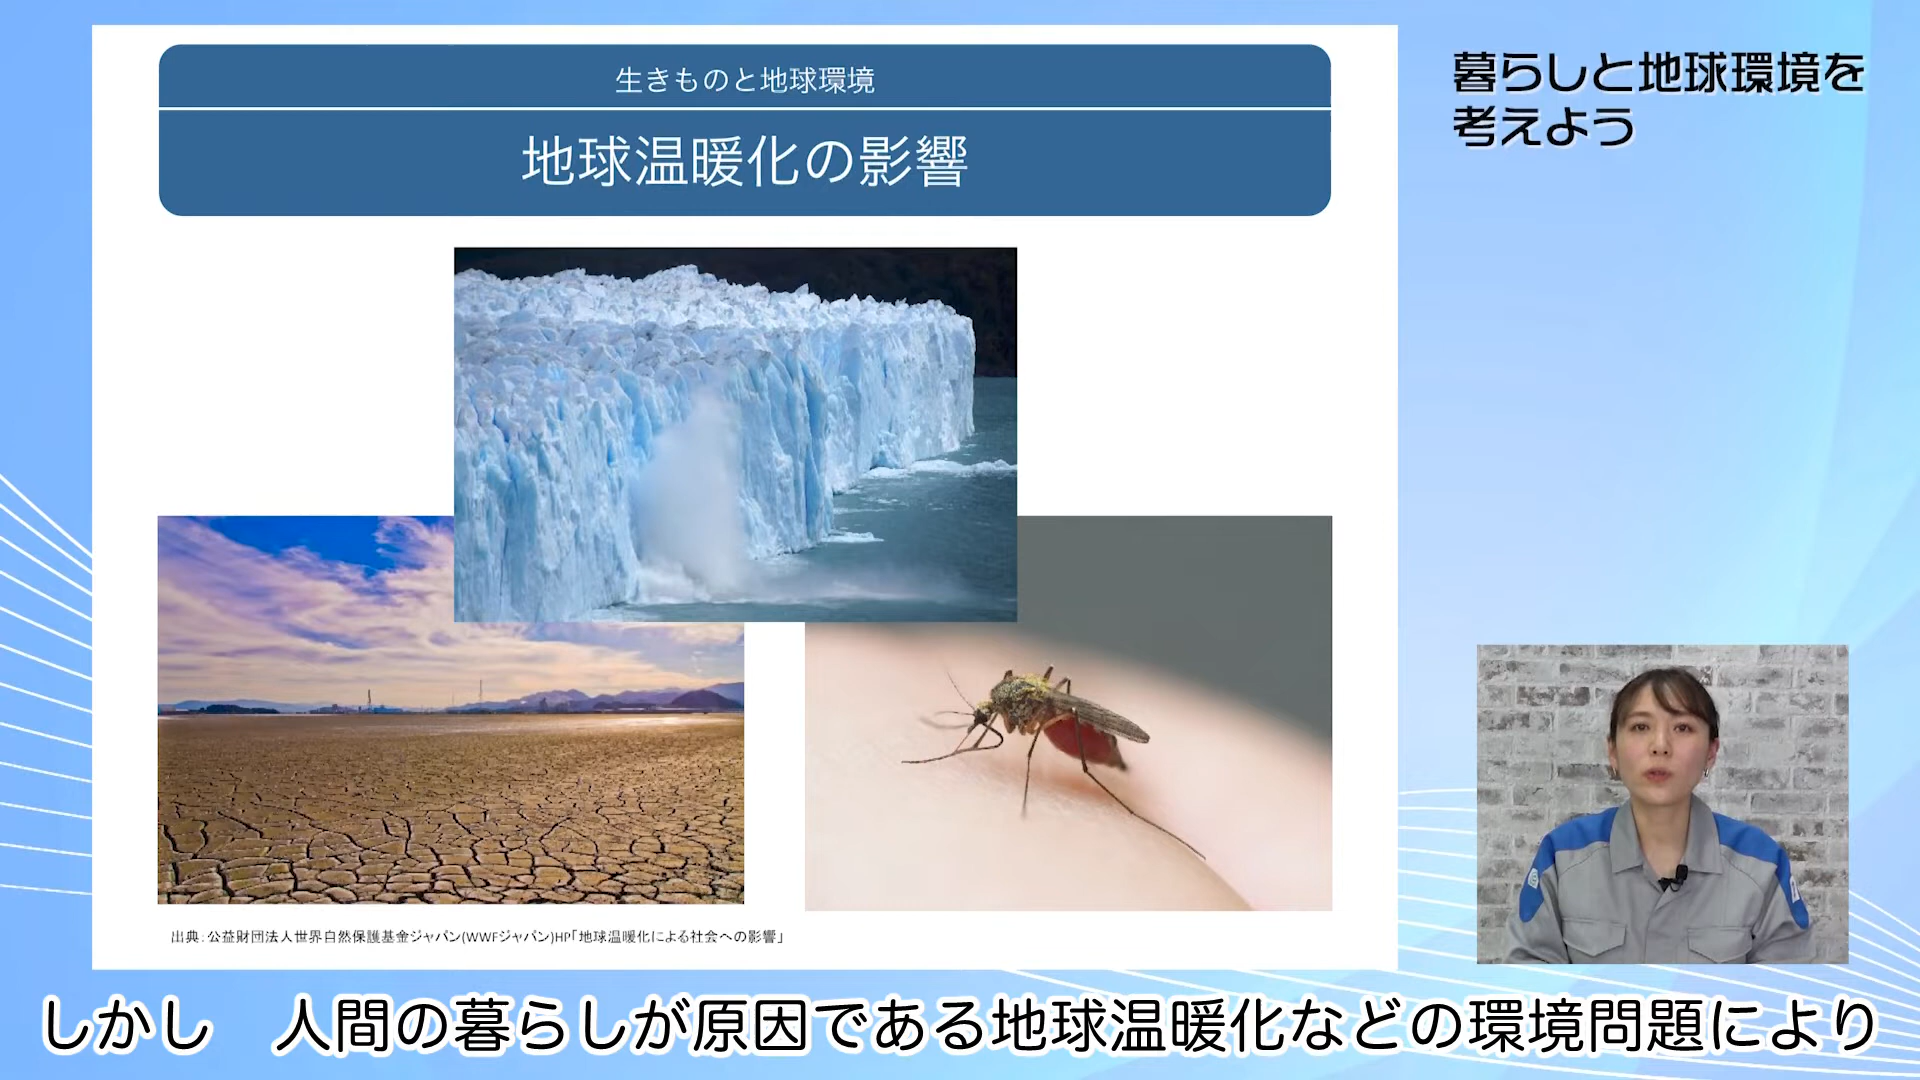 生きものと地球環境
地球温暖化の影響
暮らしと地球環境を
考えよう
出典：公益財団法人世界自然保護基金ジャパン(WWFジャパン)HP「地球温暖化による社会への影響」
しかし　人間の暮らしが原因である地球温暖化などの環境問題により